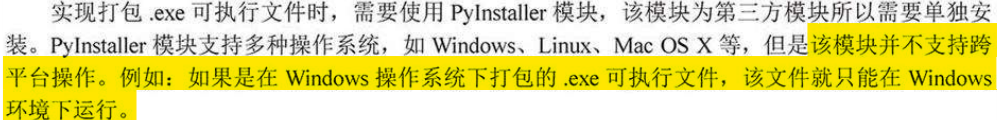 实现打包 .exe 可执行文件时，需要使用 PyInstaller 模块，该模块为第三方模块所以需要单独安
装。PyInstaller 模块支持多种操作系统，如 Windows、Linux、Mac OS X 等，但是该模块并不支持跨
平台操作。例如：如果是在 Windows 操作系统下打包的 .exe 可执行文件，该文件就只能在 Windows
环境下运行。